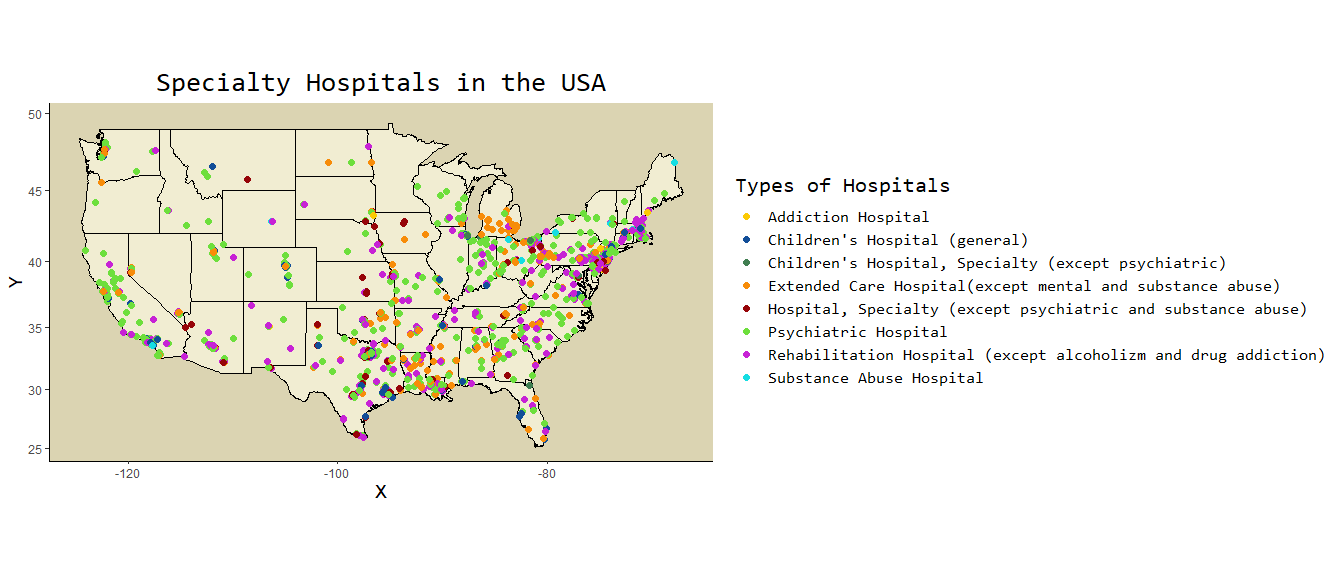 Specialty Hospitals in the USA
50
45
40
35
30
25
Y
-120
-100
-80
X
Types of Hospitals
Addiction Hospital
Children's Hospital (general)
Children's Hospital, Specialty (except psychiatric)
Extended Care Hospital(except mental and substance abuse)
Hospital, Specialty (except psychiatric and substance abuse)
Psychiatric Hospital
Rehabilitation Hospital (except alcoholizm and drug addiction)
Substance Abuse Hospital